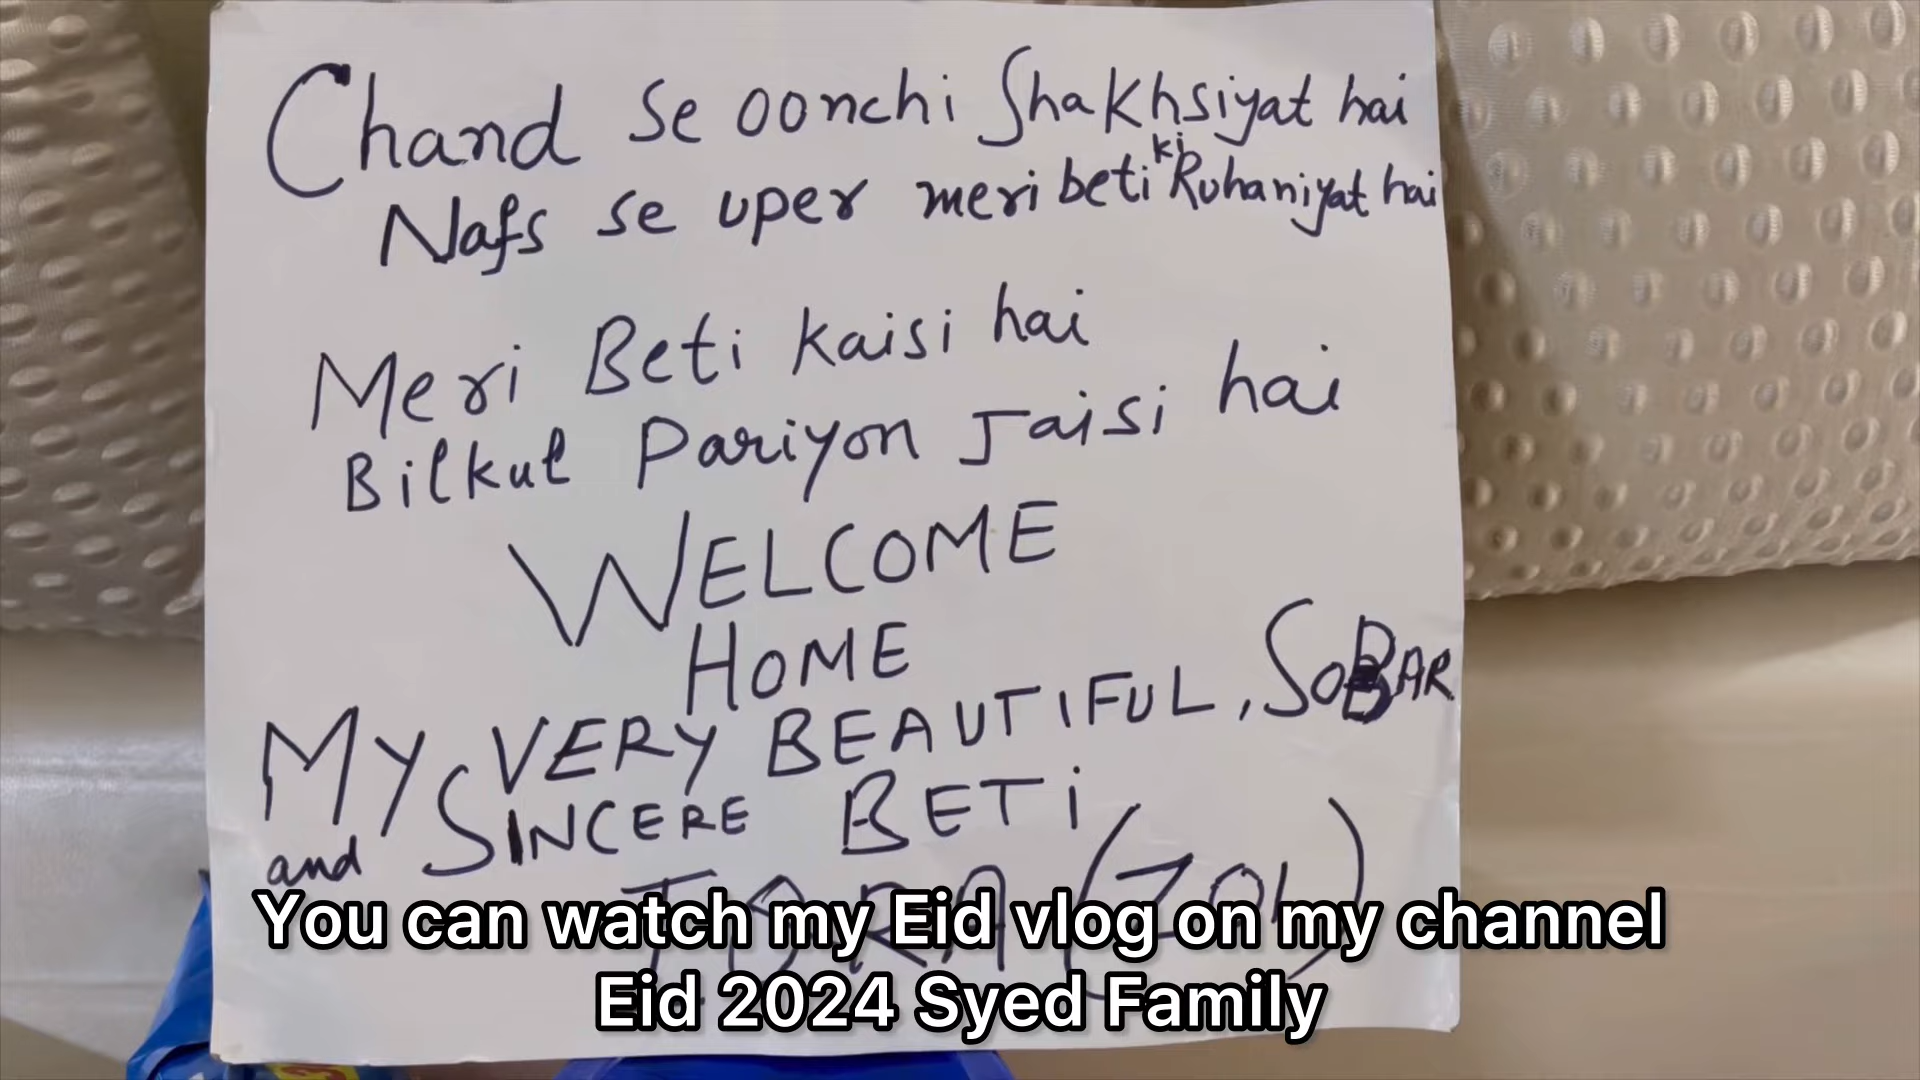 Chand se oonchi Shakhsiyat hai
Nafs se uper meri beti ki Ruhaniyat hai
Meri Beti kaisi hai
Bilkul Pariyon Jaisi hai
WELCOME
HOME
MY VERY BEAUTIFUL, SOBAR
and SINCERE BETi
You can watch my Eid vlog on my channel
Eid 2024 Syed Family